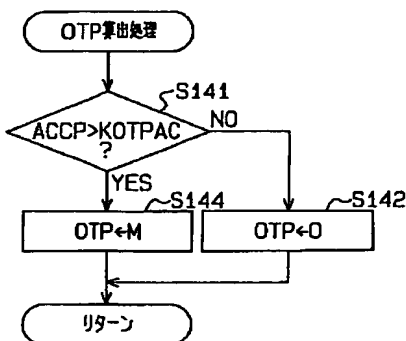 OTP算出処理
S141
ACCP>KOTPAC
?
NO
YES
S144
S142
OTP←M
OTP←0
リターン